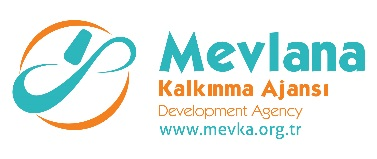 Mevlana
Kalkınma Ajansı
Development Agency
www.mevka.org.tr